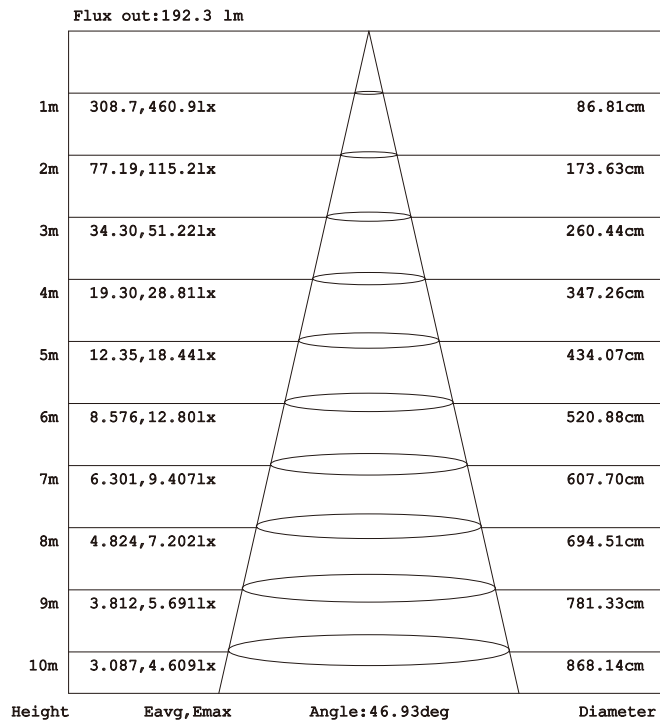 Flux out:192.3 lm
1m 308.7,460.9lx 86.81cm
2m 77.19,115.2lx 173.63cm
3m 34.30,51.22lx 260.44cm
4m 19.30,28.81lx 347.26cm
5m 12.35,18.44lx 434.07cm
6m 8.576,12.80lx 520.88cm
7m 6.301,9.407lx 607.70cm
8m 4.824,7.202lx 694.51cm
9m 3.812,5.691lx 781.33cm
10m 3.087,4.609lx 868.14cm
Height Eavg,Emax Angle:46.93deg Diameter